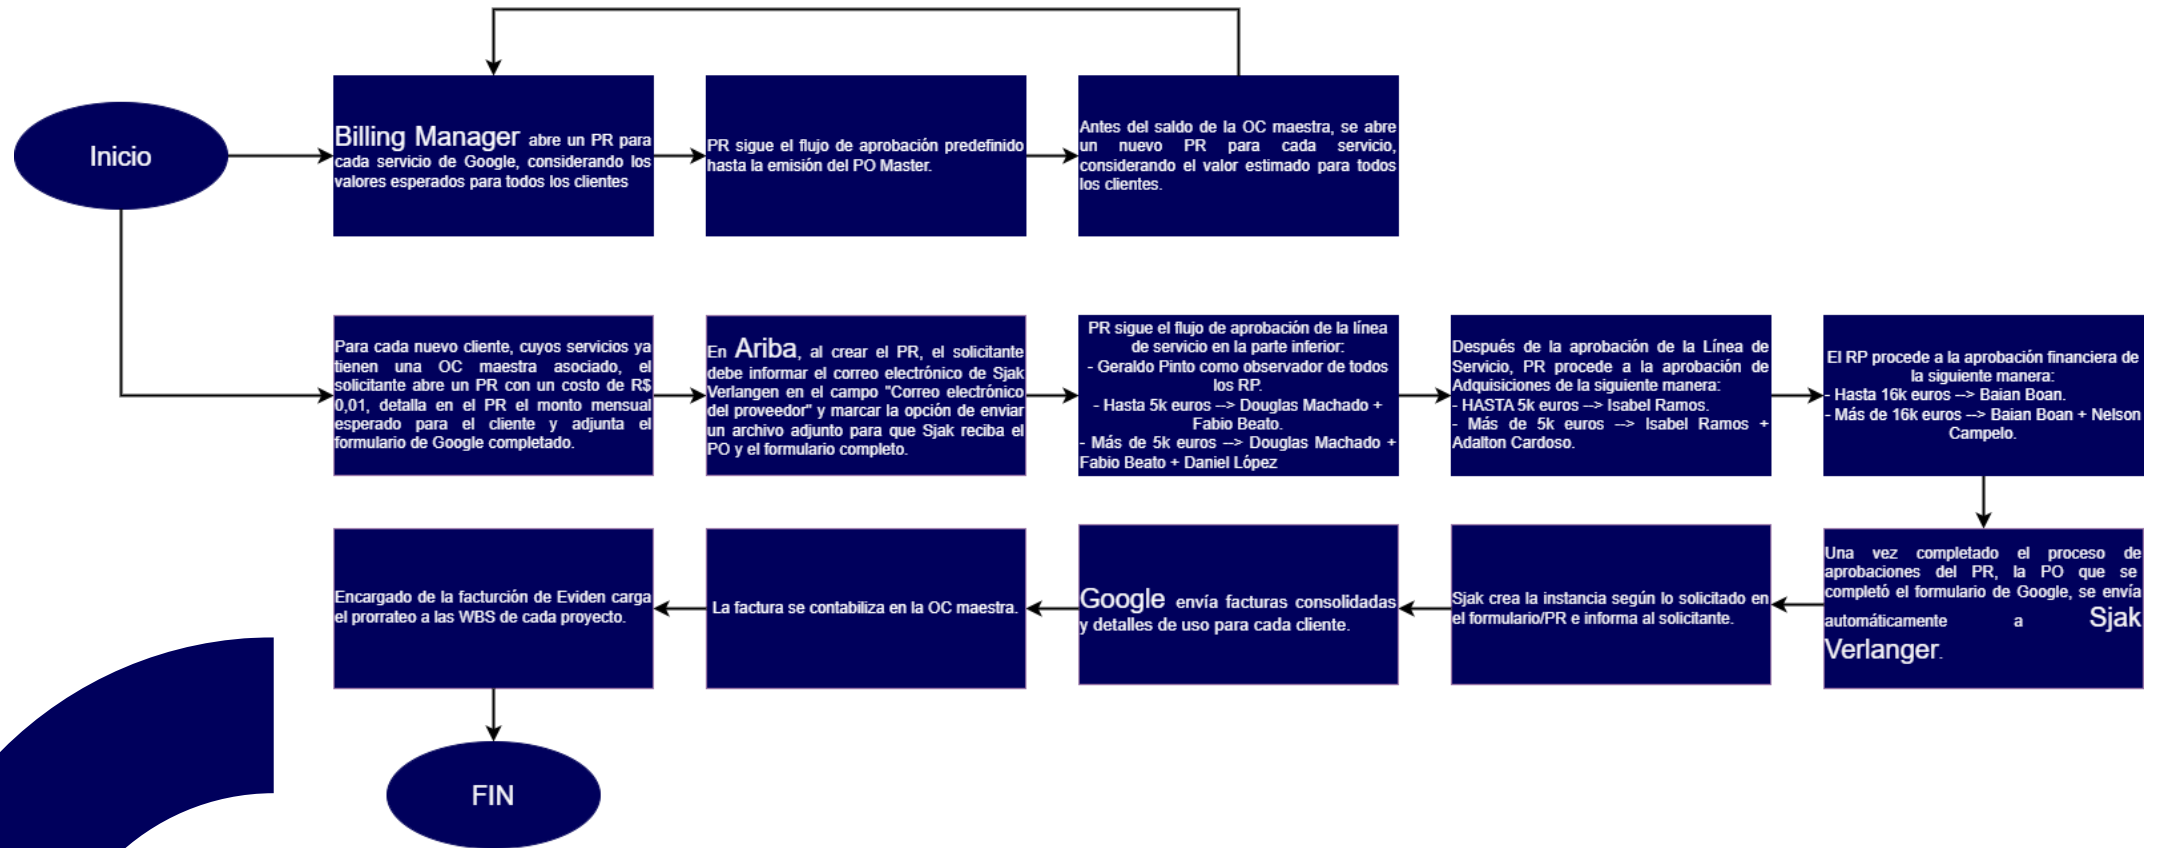 Inicio
Billing Manager abre un PR para
cada servicio de Google, considerando los
valores esperados para todos los clientes
PR sigue el flujo de aprobación predefinido
hasta la emisión del PO Master.
Antes del saldo de la OC maestra, se abre
un nuevo PR para cada servicio,
considerando el valor estimado para todos
los clientes.
Para cada nuevo cliente, cuyos servicios ya
tienen una OC maestra asociado, el
solicitante abre un PR con un costo de R$
0,01, detalla en el PR el monto mensual
esperado para el cliente y adjunta el
formulario de Google completado.
En Ariba, al crear el PR, el solicitante
debe informar el correo electrónico de Sjak
Verlangen en el campo "Correo electrónico
del proveedor" y marcar la opción de enviar
un archivo adjunto para que Sjak reciba el
PO y el formulario completo.
PR sigue el flujo de aprobación de la línea
de servicio en la parte inferior:
- Geraldo Pinto como observador de todos
los RP.
- Hasta 5k euros --> Douglas Machado +
Fabio Beato.
- Más de 5k euros --> Douglas Machado +
Fabio Beato + Daniel López
Después de la aprobación de la Línea de
Servicio, PR procede a la aprobación de
Adquisiciones de la siguiente manera:
- HASTA 5k euros --> Isabel Ramos.
- Más de 5k euros --> Isabel Ramos +
Adalton Cardoso.
El RP procede a la aprobación financiera de
la siguiente manera:
- Hasta 16k euros --> Baian Boan.
- Más de 16k euros --> Baian Boan + Nelson
Campelo.
Una vez completado el proceso de
aprobaciones del PR, la PO que se
completó el formulario de Google, se envía
automáticamente a Sjak
Verlanger.
Sjak crea la instancia según lo solicitado en
el formulario/PR e informa al solicitante.
Google envía facturas consolidadas
y detalles de uso para cada cliente.
La factura se contabiliza en la OC maestra.
Encargado de la facturción de Eviden carga
el prorrateo a las WBS de cada proyecto.
FIN